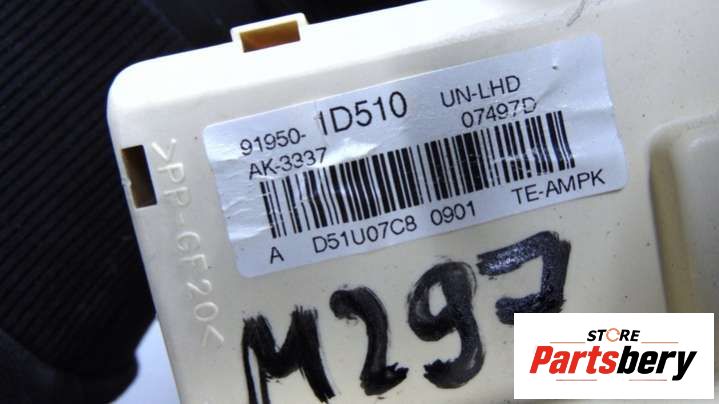 91950- 1D510 UN-LHD
AK-3337 07497D
A D51U07C8 0901 TE-AMPK
>PP-GF20<
M297
STORE
Partsbery